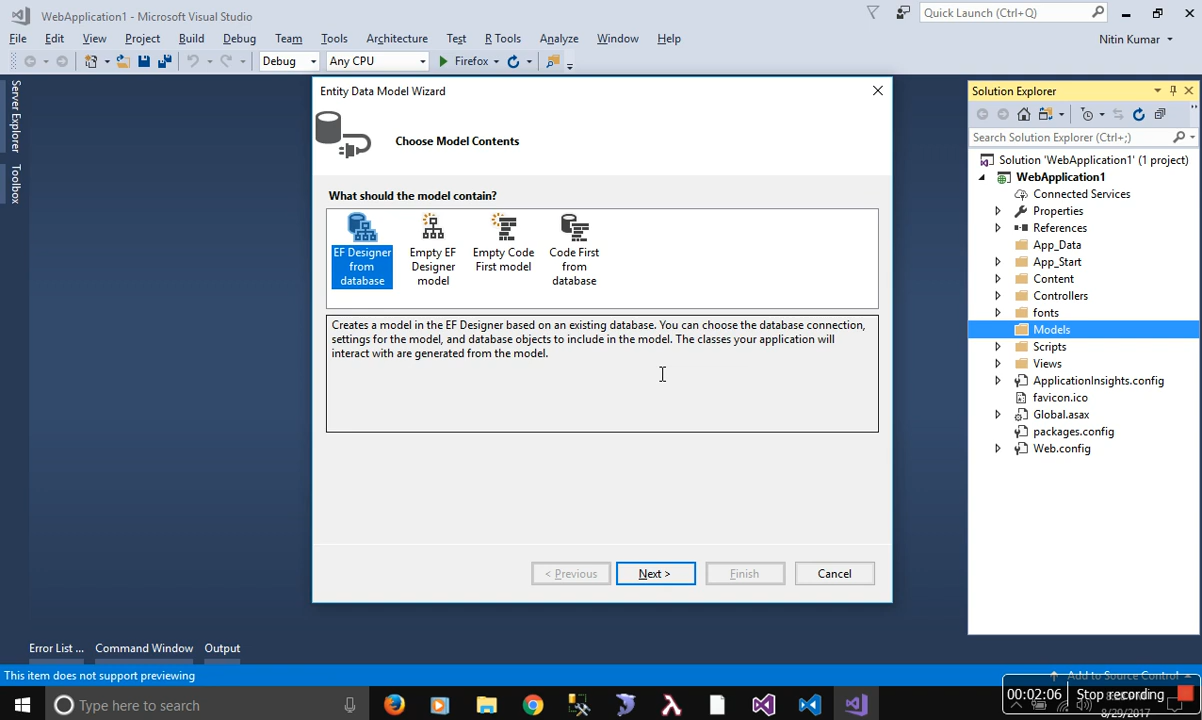 WebApplication1 - Microsoft Visual Studio
Quick Launch (Ctrl+Q)
File Edit View Project Build Debug Team Tools Architecture Test R Tools Analyze Window Help
Nitin Kumar
Debug Any CPU Firefox
Server Explorer
Toolbox
Entity Data Model Wizard
Choose Model Contents
What should the model contain?
EF Designer from database
Empty EF Designer model
Empty Code First model
Code First from database
Creates a model in the EF Designer based on an existing database. You can choose the database connection,
settings for the model, and database objects to include in the model. The classes your application will
interact with are generated from the model.
< Previous Next > Finish Cancel
Solution Explorer
Search Solution Explorer (Ctrl+;)
Solution 'WebApplication1' (1 project)
WebApplication1
Connected Services
Properties
References
App_Data
App_Start
Content
Controllers
fonts
Models
Scripts
Views
ApplicationInsights.config
favicon.ico
Global.asax
packages.config
Web.config
Error List ... Command Window Output
This item does not support previewing
Add to Source Control
Type here to search
00:02:06 Stop recording
8/29/2017